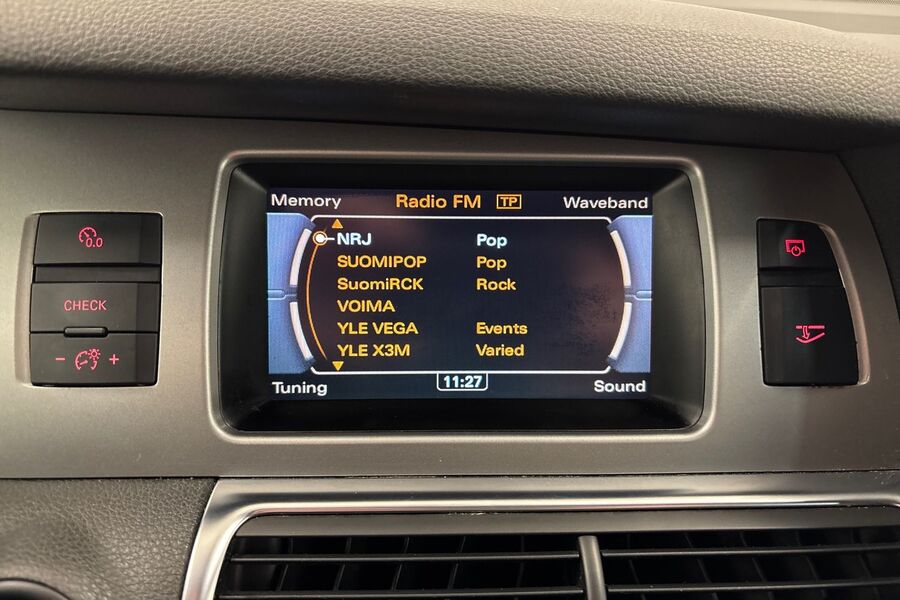 Memory Radio FM TP Waveband
NRJ Pop
SUOMIPOP Pop
SuomiRCK Rock
VOIMA
YLE VEGA Events
YLE X3M Varied
Tuning 11:27 Sound
0.0
CHECK
- +